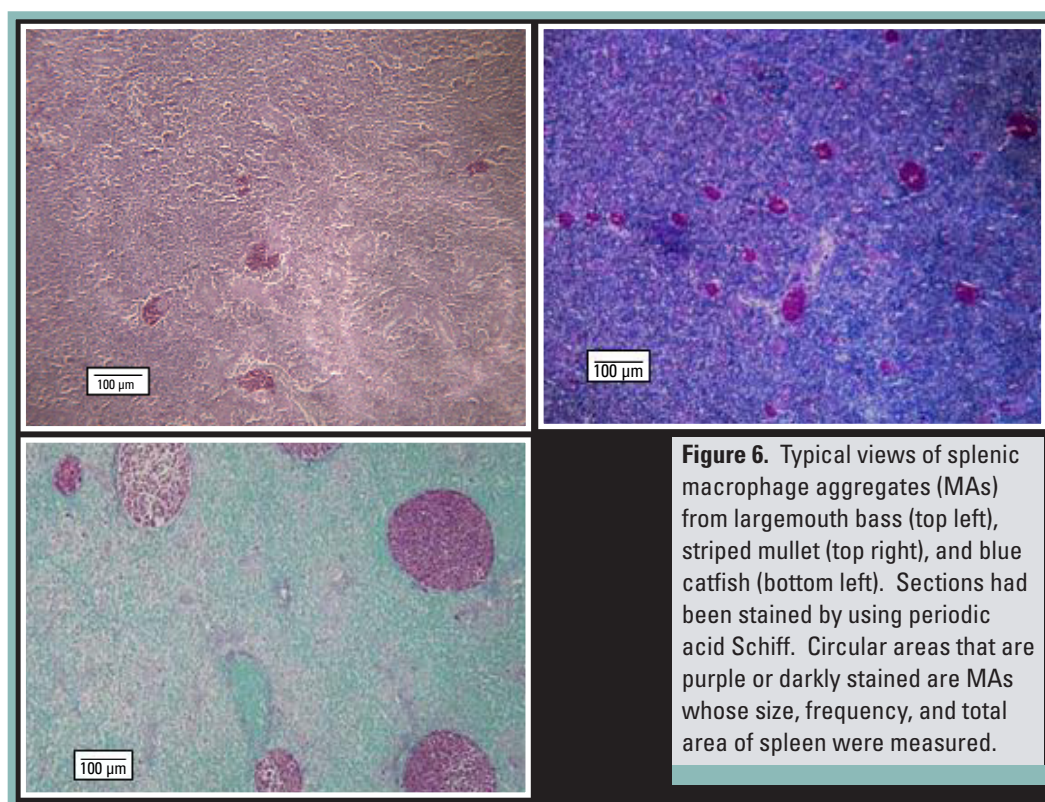 100 µm
100 µm
100 µm
Figure 6. Typical views of splenic
macrophage aggregates (MAs)
from largemouth bass (top left),
striped mullet (top right), and blue
catfish (bottom left). Sections had
been stained by using periodic
acid Schiff. Circular areas that are
purple or darkly stained are MAs
whose size, frequency, and total
area of spleen were measured.